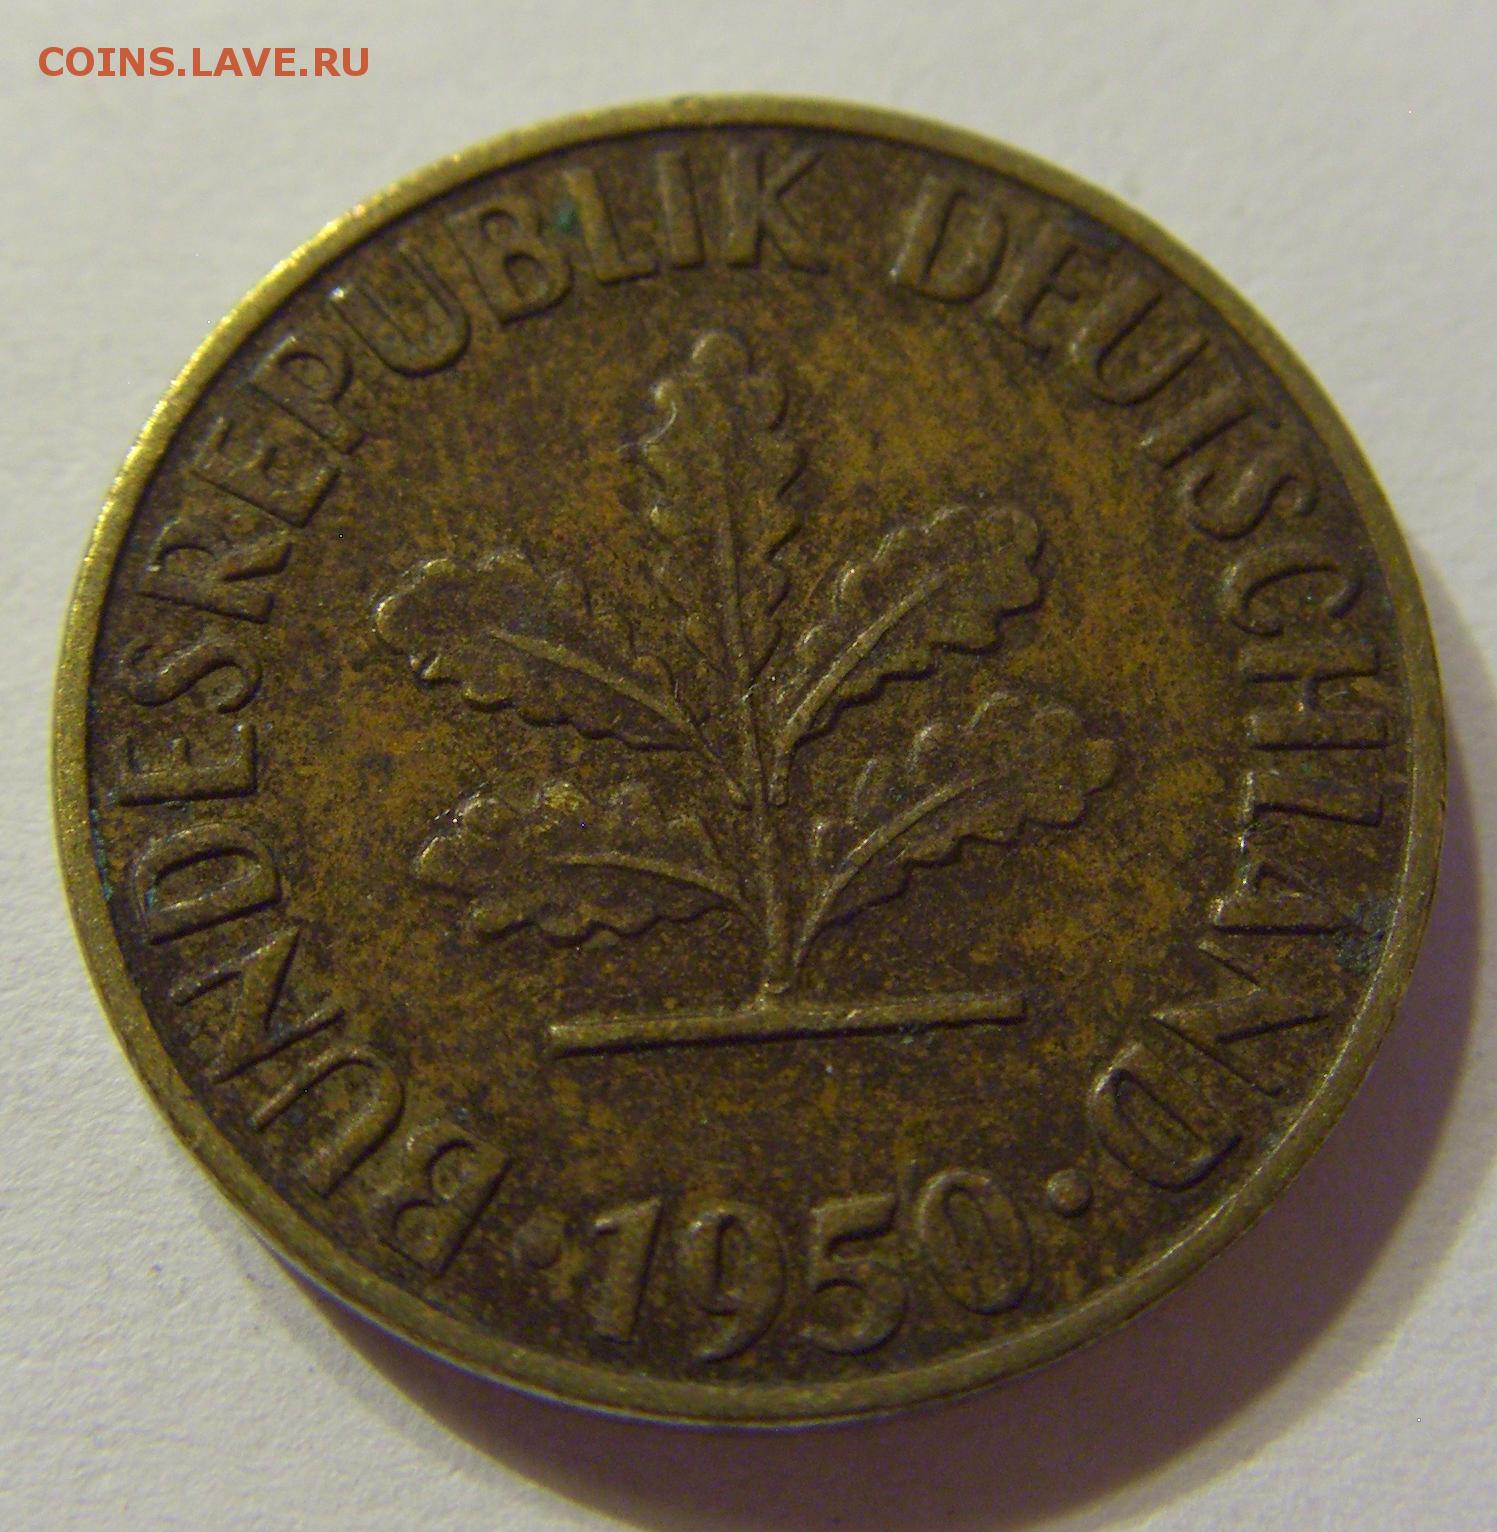 COINS.LAVE.RU
BUNDESREPUBLIK DEUTSCHLAND
· 1950 ·